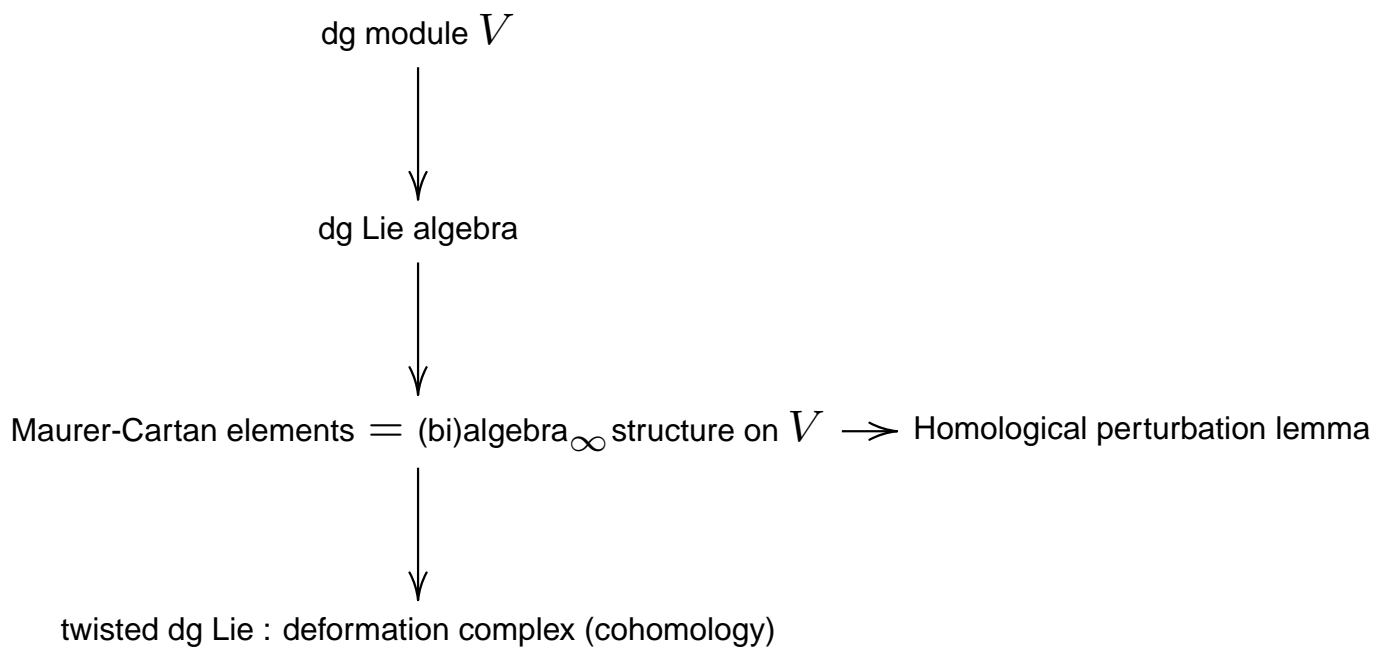 dg module V
dg Lie algebra
Maurer-Cartan elements = (bi)algebra∞ structure on V → Homological perturbation lemma
twisted dg Lie : deformation complex (cohomology)